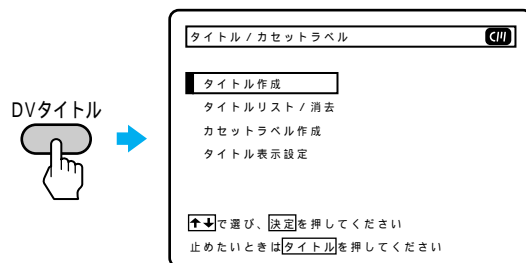 タイトル / カセットラベル
タイトル作成
タイトルリスト / 消去
カセットラベル作成
タイトル表示設定
DVタイトル
↑↓で選び、決定を押してください
止めたいときはタイトルを押してください